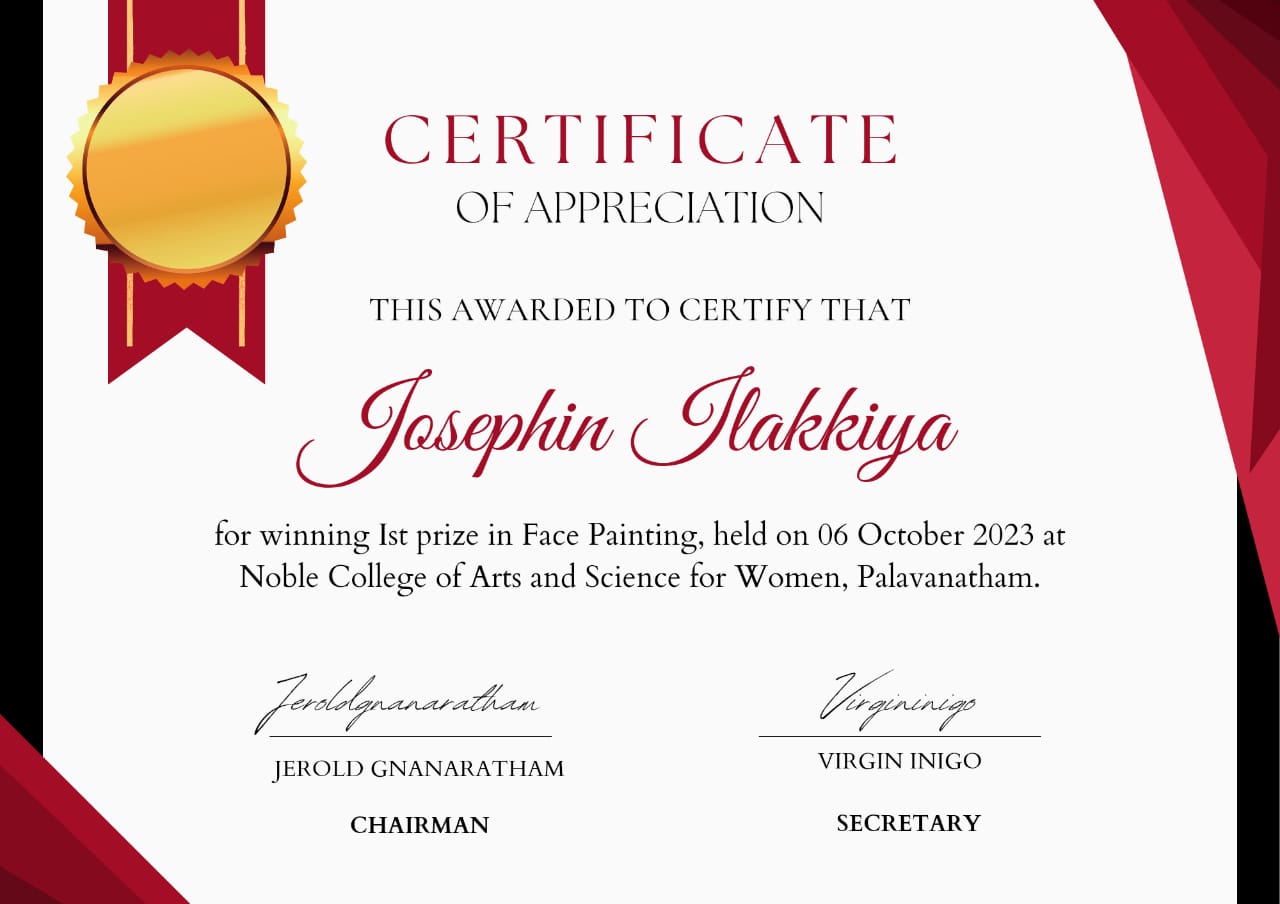 CERTIFICATE
OF APPRECIATION
THIS AWARDED TO CERTIFY THAT
Josephin Ilakkiya
for winning Ist prize in Face Painting, held on 06 October 2023 at
Noble College of Arts and Science for Women, Palavanatham.
Jeroldgnanaratham
Virgininigo
JEROLD GNANARATHAM
VIRGIN INIGO
CHAIRMAN
SECRETARY